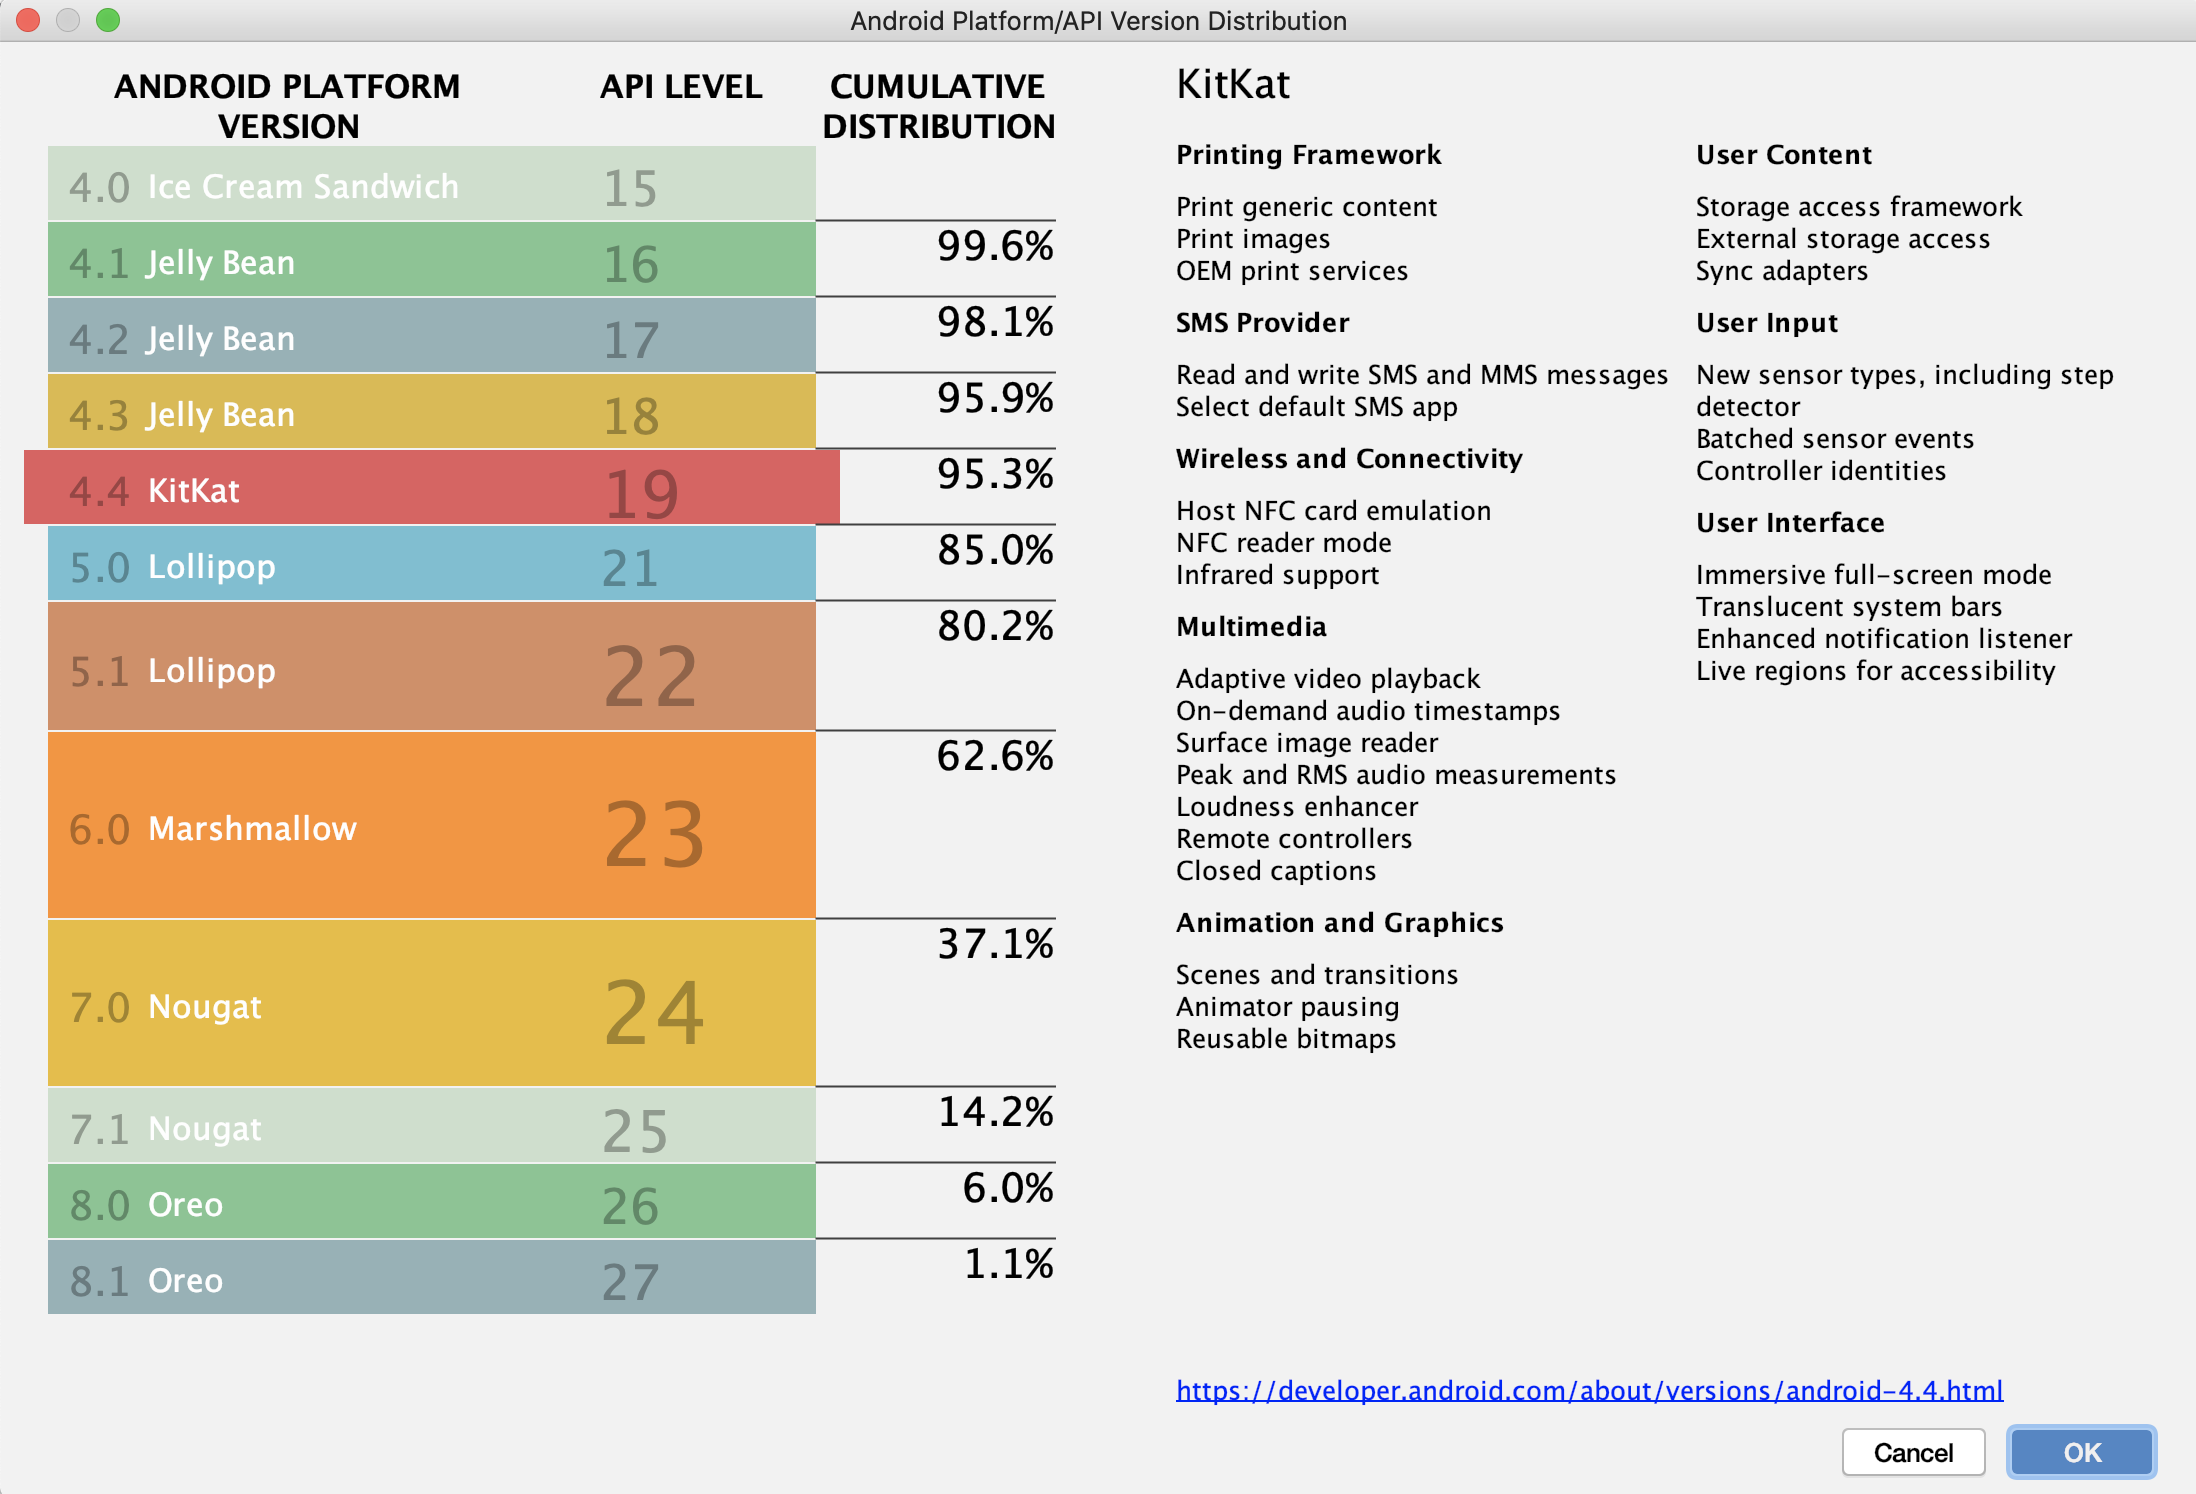 Android Platform/API Version Distribution
ANDROID PLATFORM
VERSION
API LEVEL
CUMULATIVE
DISTRIBUTION
4.0 Ice Cream Sandwich 15
99.6%
4.1 Jelly Bean 16
98.1%
4.2 Jelly Bean 17
95.9%
4.3 Jelly Bean 18
95.3%
4.4 KitKat 19
85.0%
5.0 Lollipop 21
80.2%
5.1 Lollipop 22
62.6%
6.0 Marshmallow 23
37.1%
7.0 Nougat 24
14.2%
7.1 Nougat 25
6.0%
8.0 Oreo 26
1.1%
8.1 Oreo 27
KitKat
Printing Framework
Print generic content
Print images
OEM print services
SMS Provider
Read and write SMS and MMS messages
Select default SMS app
Wireless and Connectivity
Host NFC card emulation
NFC reader mode
Infrared support
Multimedia
Adaptive video playback
On-demand audio timestamps
Surface image reader
Peak and RMS audio measurements
Loudness enhancer
Remote controllers
Closed captions
Animation and Graphics
Scenes and transitions
Animator pausing
Reusable bitmaps
User Content
Storage access framework
External storage access
Sync adapters
User Input
New sensor types, including step
detector
Batched sensor events
Controller identities
User Interface
Immersive full-screen mode
Translucent system bars
Enhanced notification listener
Live regions for accessibility
https://developer.android.com/about/versions/android-4.4.html
Cancel
OK